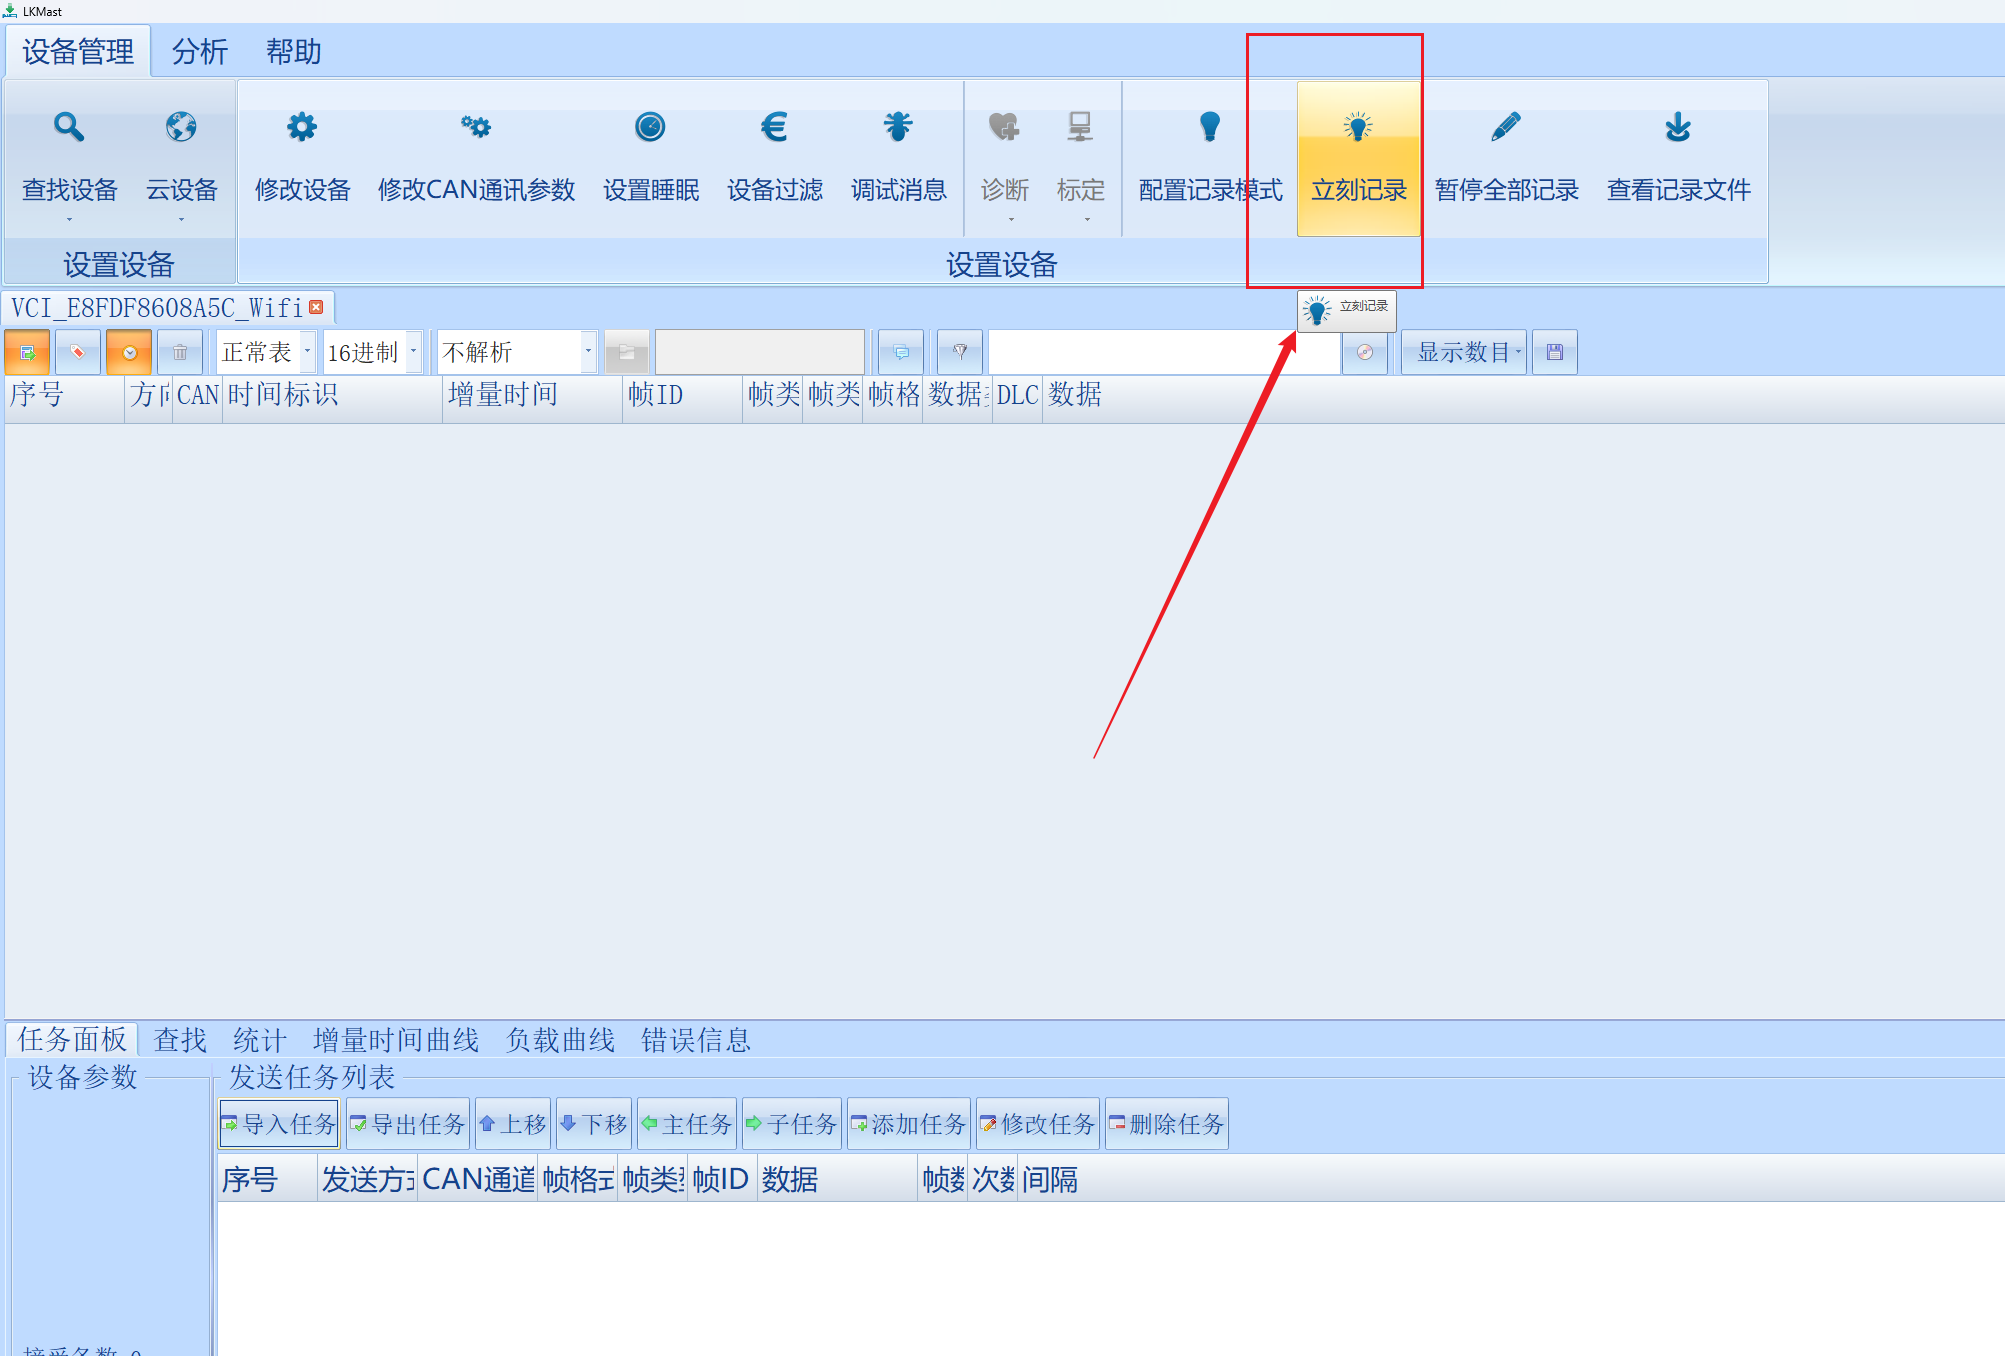 LKMast
设备管理 分析 帮助
查找设备 云设备 修改设备 修改CAN通讯参数 设置睡眠 设备过滤 调试消息 诊断 标定 配置记录模式 立刻记录 暂停全部记录 查看记录文件
设置设备 设置设备
VCI_E8FDF8608A5C_Wifi 立刻记录
正常表 16进制 不解析 显示数目
序号 方向 CAN 时间标识 增量时间 帧ID 帧类 帧类 帧格 数据 DLC 数据
任务面板 查找 统计 增量时间曲线 负载曲线 错误信息
设备参数 发送任务列表
导入任务 导出任务 上移 下移 主任务 子任务 添加任务 修改任务 删除任务
序号 发送方式 CAN通道 帧格式 帧类型 帧ID 数据 帧数 次数 间隔